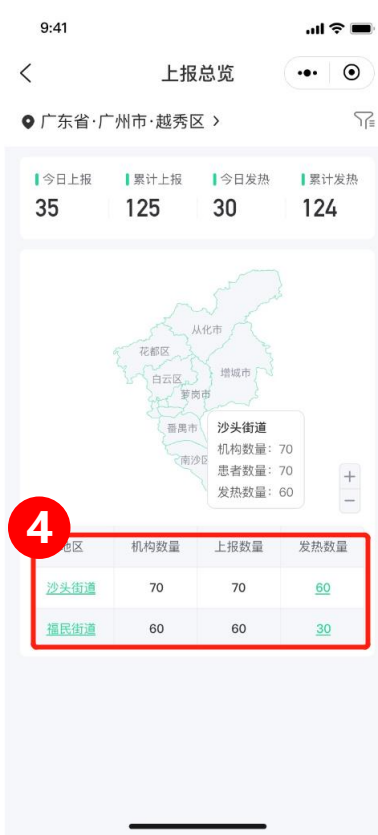 9:41
上报总览
广东省·广州市·越秀区
今日上报 累计上报 今日发热 累计发热
35 125 30 124
从化市
花都区
增城市
白云区
萝岗市
番禺市
南沙区
沙头街道
机构数量: 70
患者数量: 70
发热数量: 60
+
−
4
地区 机构数量 上报数量 发热数量
沙头街道 70 70 60
福民街道 60 60 30